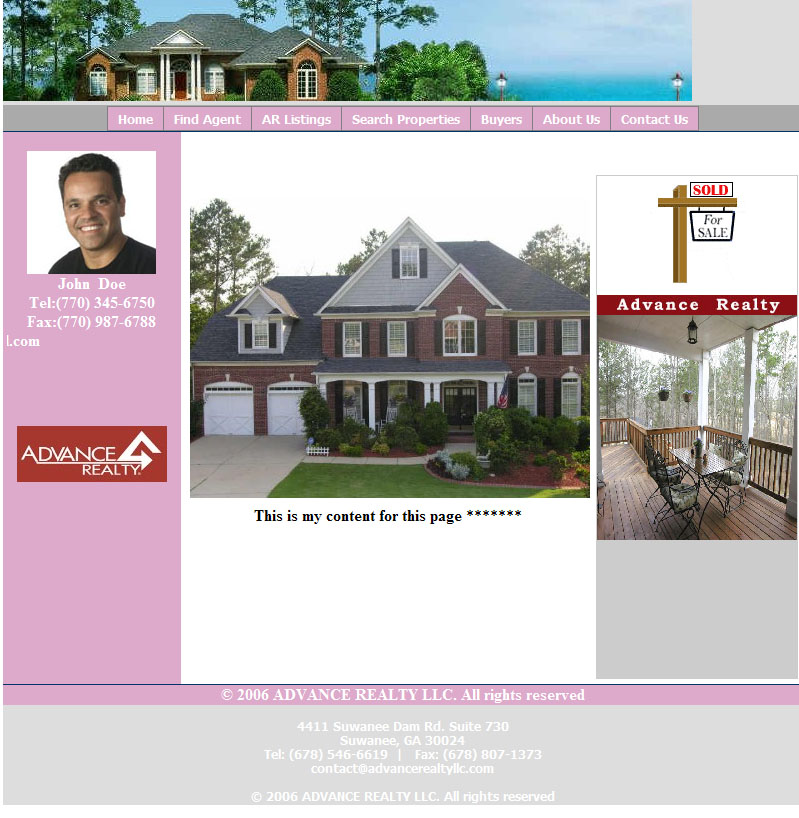 Home Find Agent AR Listings Search Properties Buyers About Us Contact Us
John Doe
Tel:(770) 345-6750
Fax:(770) 987-6788
l.com
ADVANCE
REALTY
SOLD
For
SALE
Advance Realty
This is my content for this page *******
© 2006 ADVANCE REALTY LLC. All rights reserved
4411 Suwanee Dam Rd. Suite 730
Suwanee, GA 30024
Tel: (678) 546-6619 | Fax: (678) 807-1373
contact@advancerealtyllc.com
© 2006 ADVANCE REALTY LLC. All rights reserved